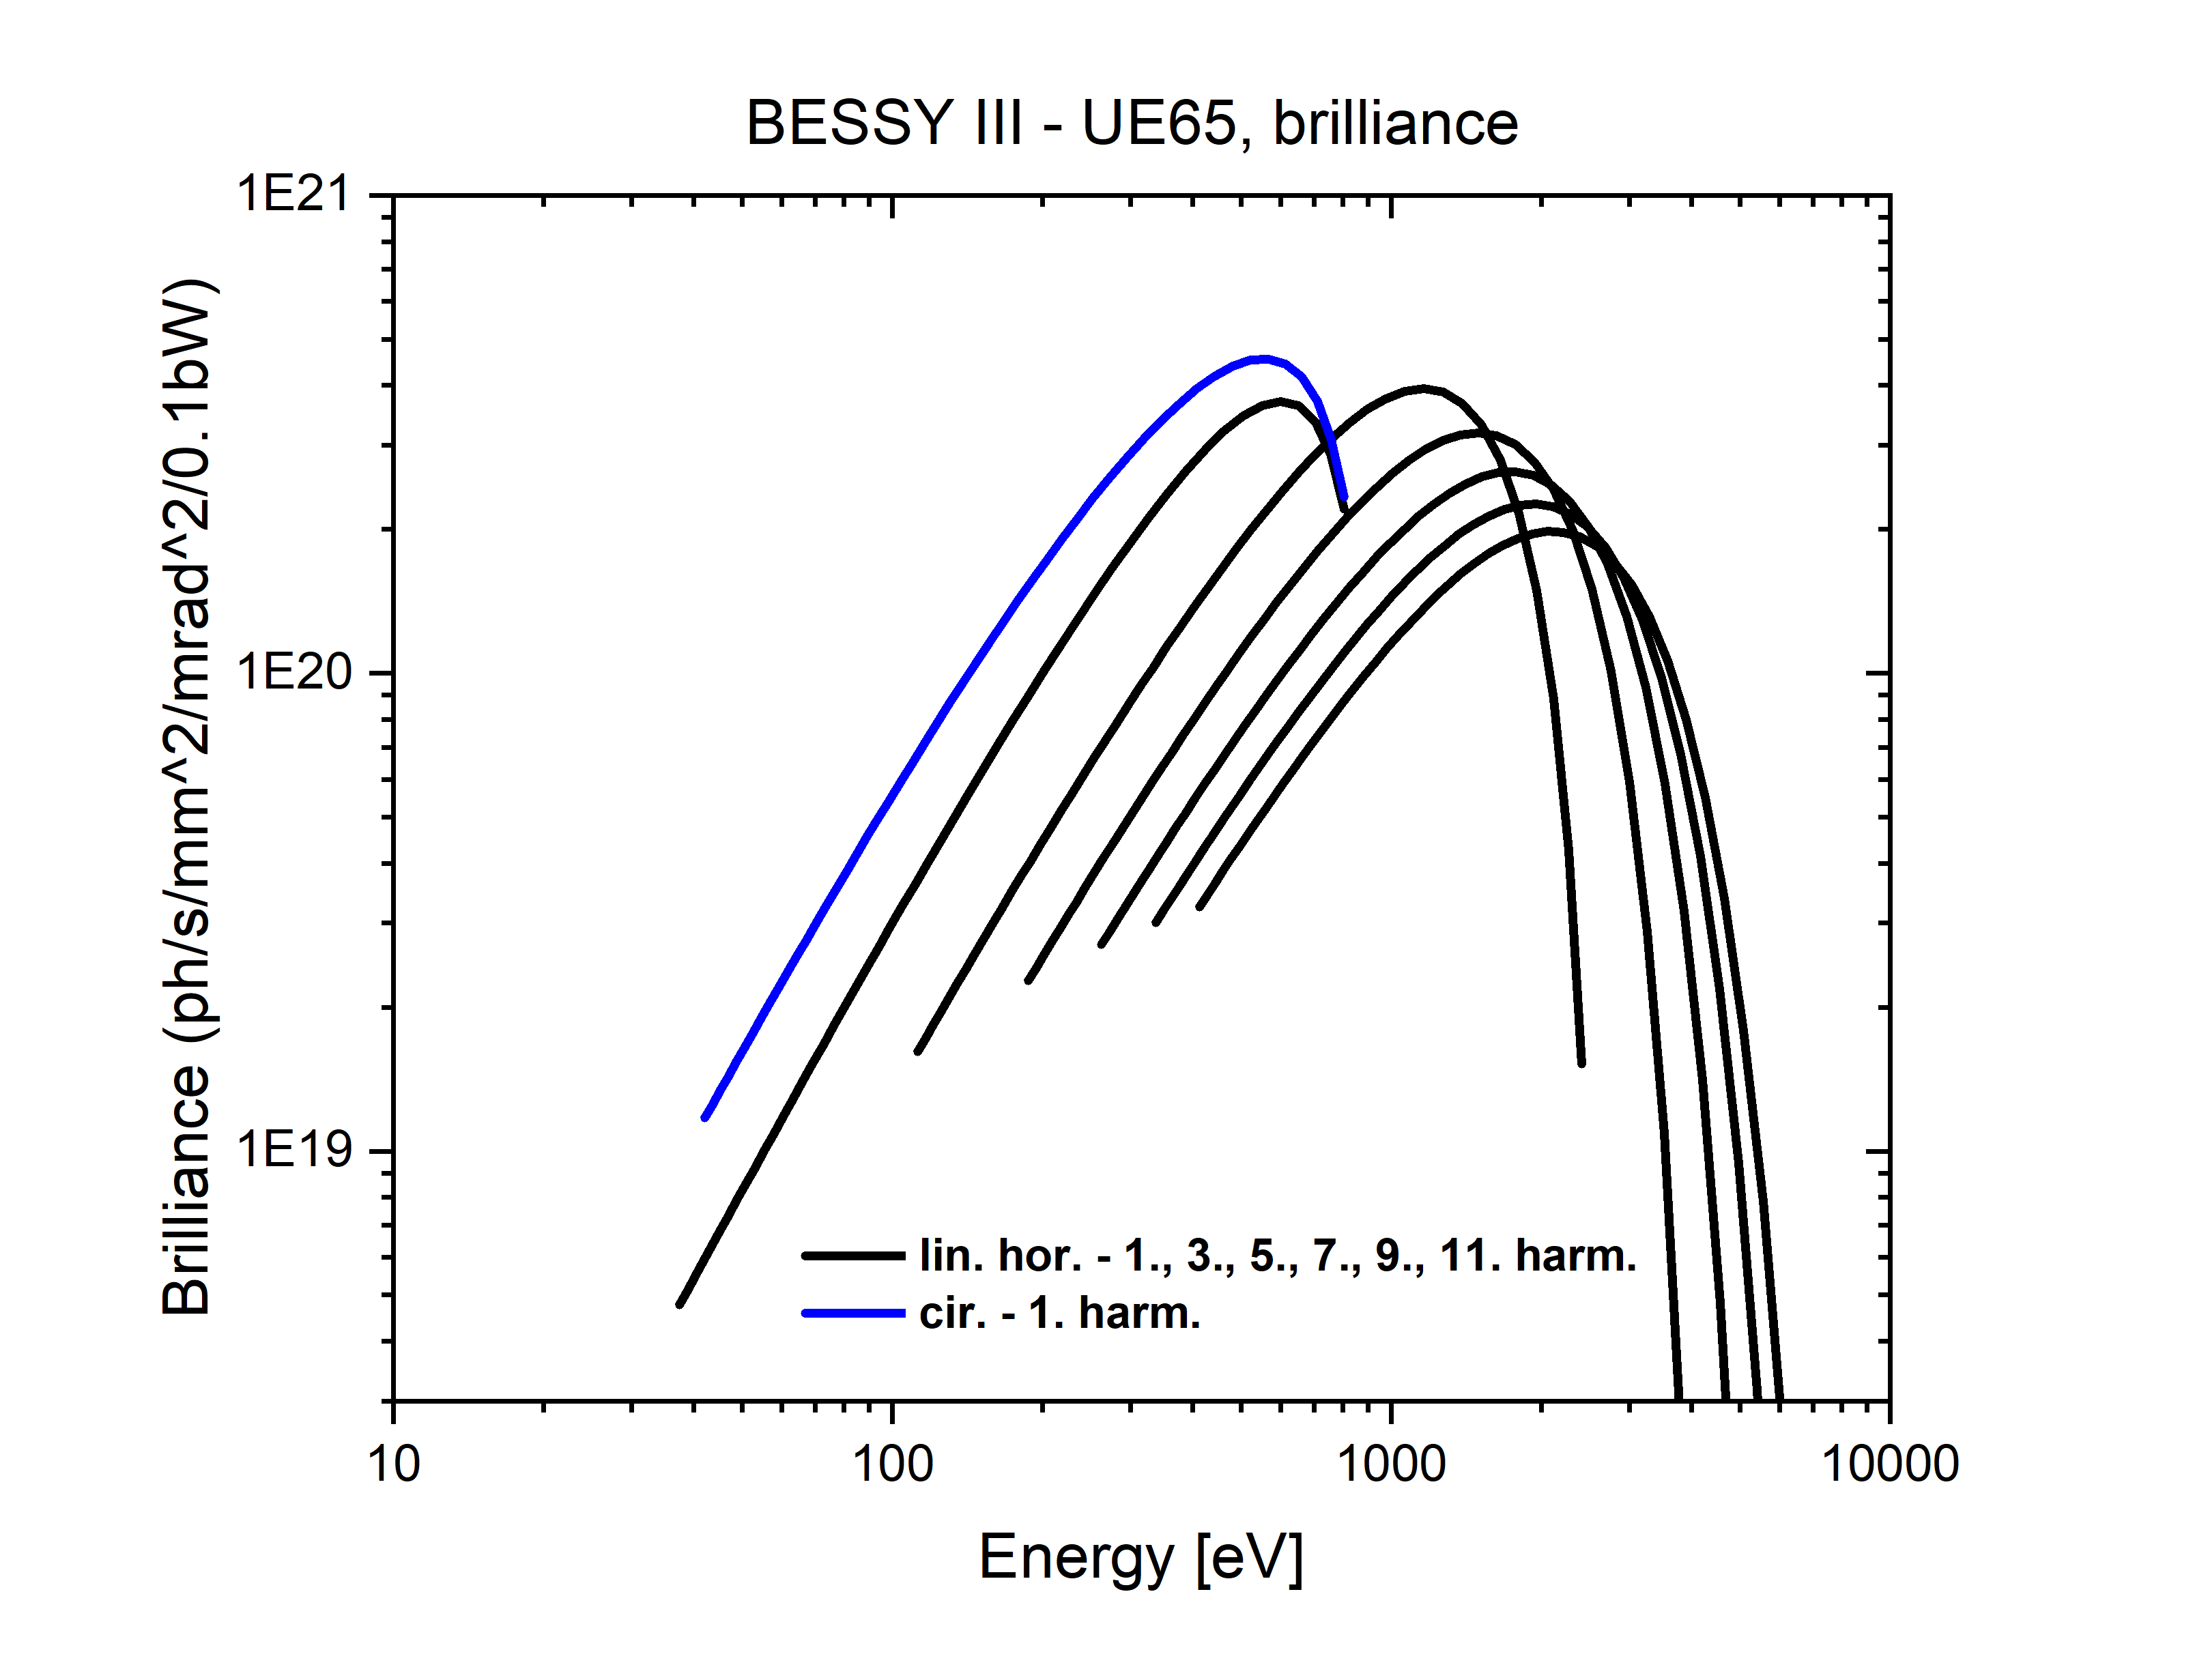 BESSY III - UE65, brilliance
1E21
1E20
1E19
Brilliance (ph/s/mm^2/mrad^2/0.1bW)
lin. hor. - 1., 3., 5., 7., 9., 11. harm.
cir. - 1. harm.
10 100 1000 10000
Energy [eV]